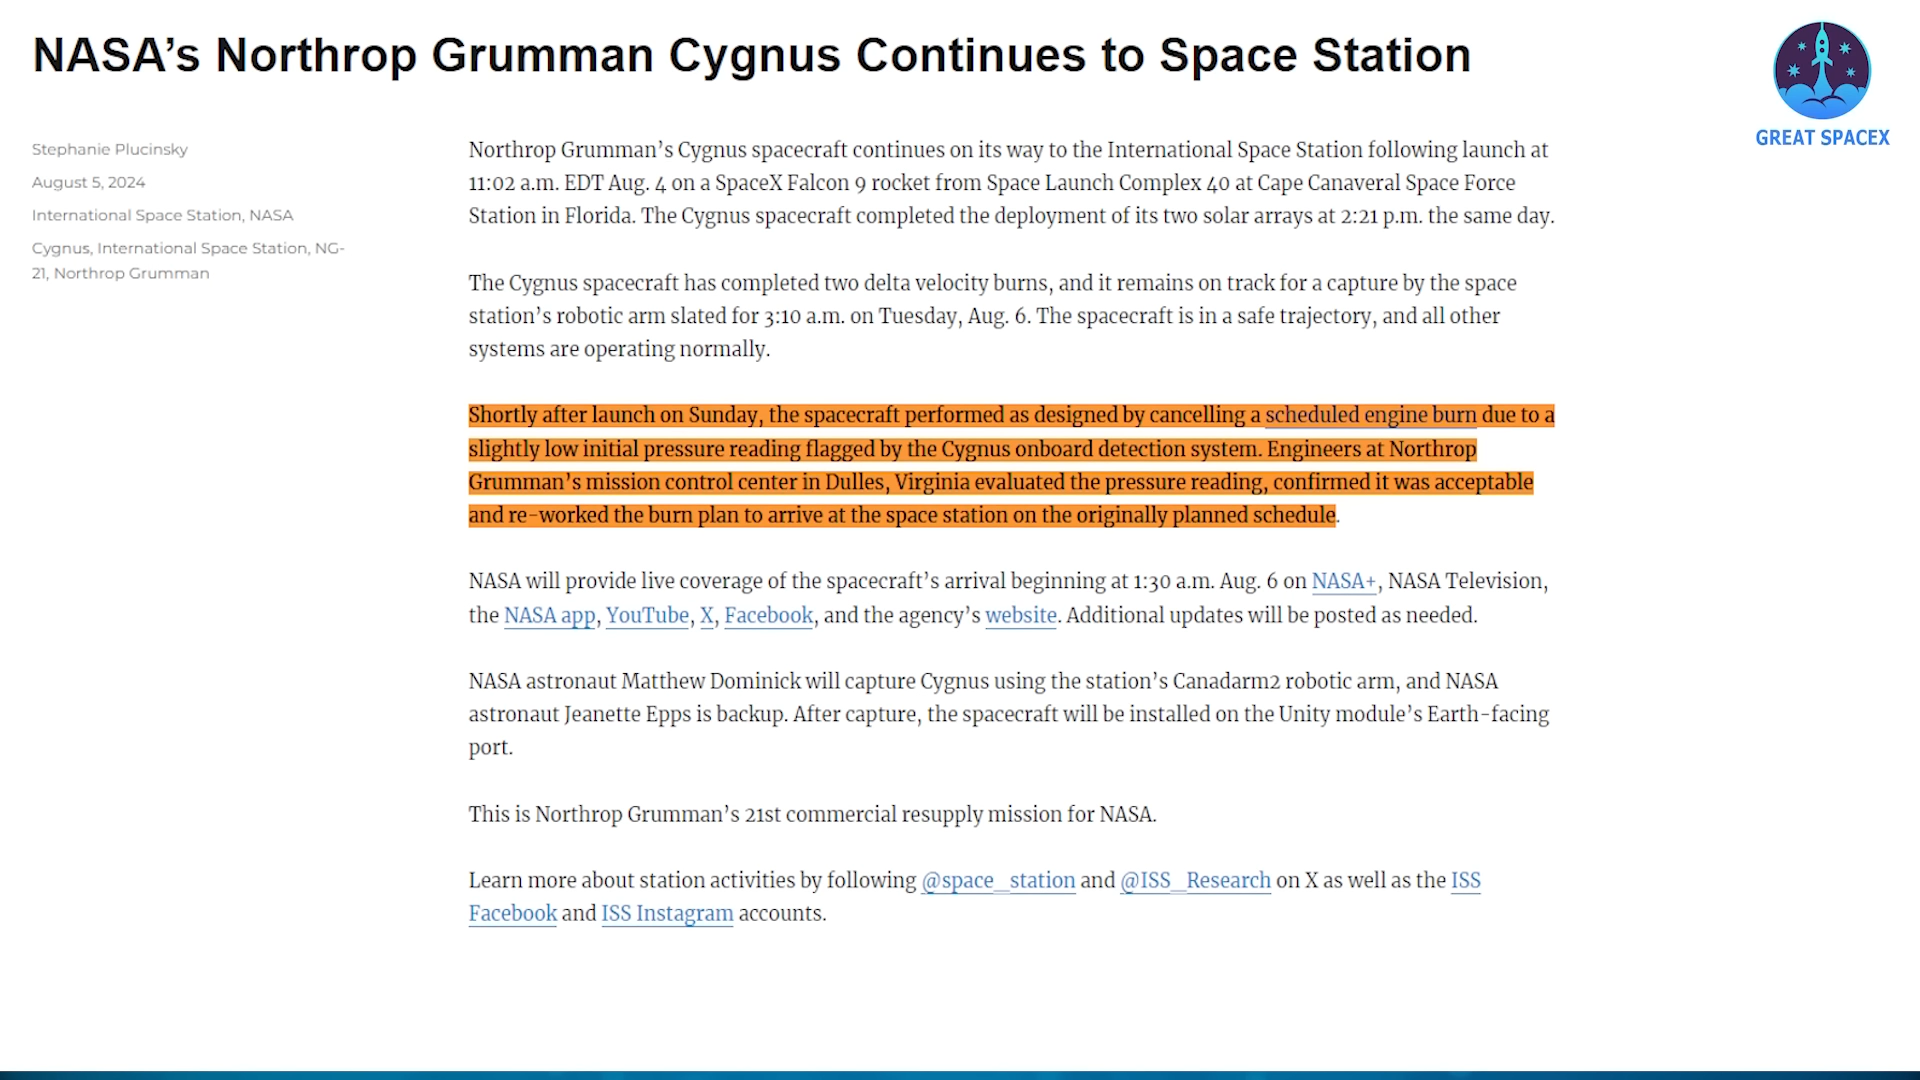 NASA’s Northrop Grumman Cygnus Continues to Space Station
GREAT SPACEX
Stephanie Plucinsky
August 5, 2024
International Space Station, NASA
Cygnus, International Space Station, NG-
21, Northrop Grumman
Northrop Grumman’s Cygnus spacecraft continues on its way to the International Space Station following launch at
11:02 a.m. EDT Aug. 4 on a SpaceX Falcon 9 rocket from Space Launch Complex 40 at Cape Canaveral Space Force
Station in Florida. The Cygnus spacecraft completed the deployment of its two solar arrays at 2:21 p.m. the same day.
The Cygnus spacecraft has completed two delta velocity burns, and it remains on track for a capture by the space
station’s robotic arm slated for 3:10 a.m. on Tuesday, Aug. 6. The spacecraft is in a safe trajectory, and all other
systems are operating normally.
Shortly after launch on Sunday, the spacecraft performed as designed by cancelling a scheduled engine burn due to a
slightly low initial pressure reading flagged by the Cygnus onboard detection system. Engineers at Northrop
Grumman’s mission control center in Dulles, Virginia evaluated the pressure reading, confirmed it was acceptable
and re-worked the burn plan to arrive at the space station on the originally planned schedule.
NASA will provide live coverage of the spacecraft’s arrival beginning at 1:30 a.m. Aug. 6 on NASA+, NASA Television,
the NASA app, YouTube, X, Facebook, and the agency’s website. Additional updates will be posted as needed.
NASA astronaut Matthew Dominick will capture Cygnus using the station’s Canadarm2 robotic arm, and NASA
astronaut Jeanette Epps is backup. After capture, the spacecraft will be installed on the Unity module’s Earth-facing
port.
This is Northrop Grumman’s 21st commercial resupply mission for NASA.
Learn more about station activities by following @space_station and @ISS_Research on X as well as the ISS
Facebook and ISS Instagram accounts.